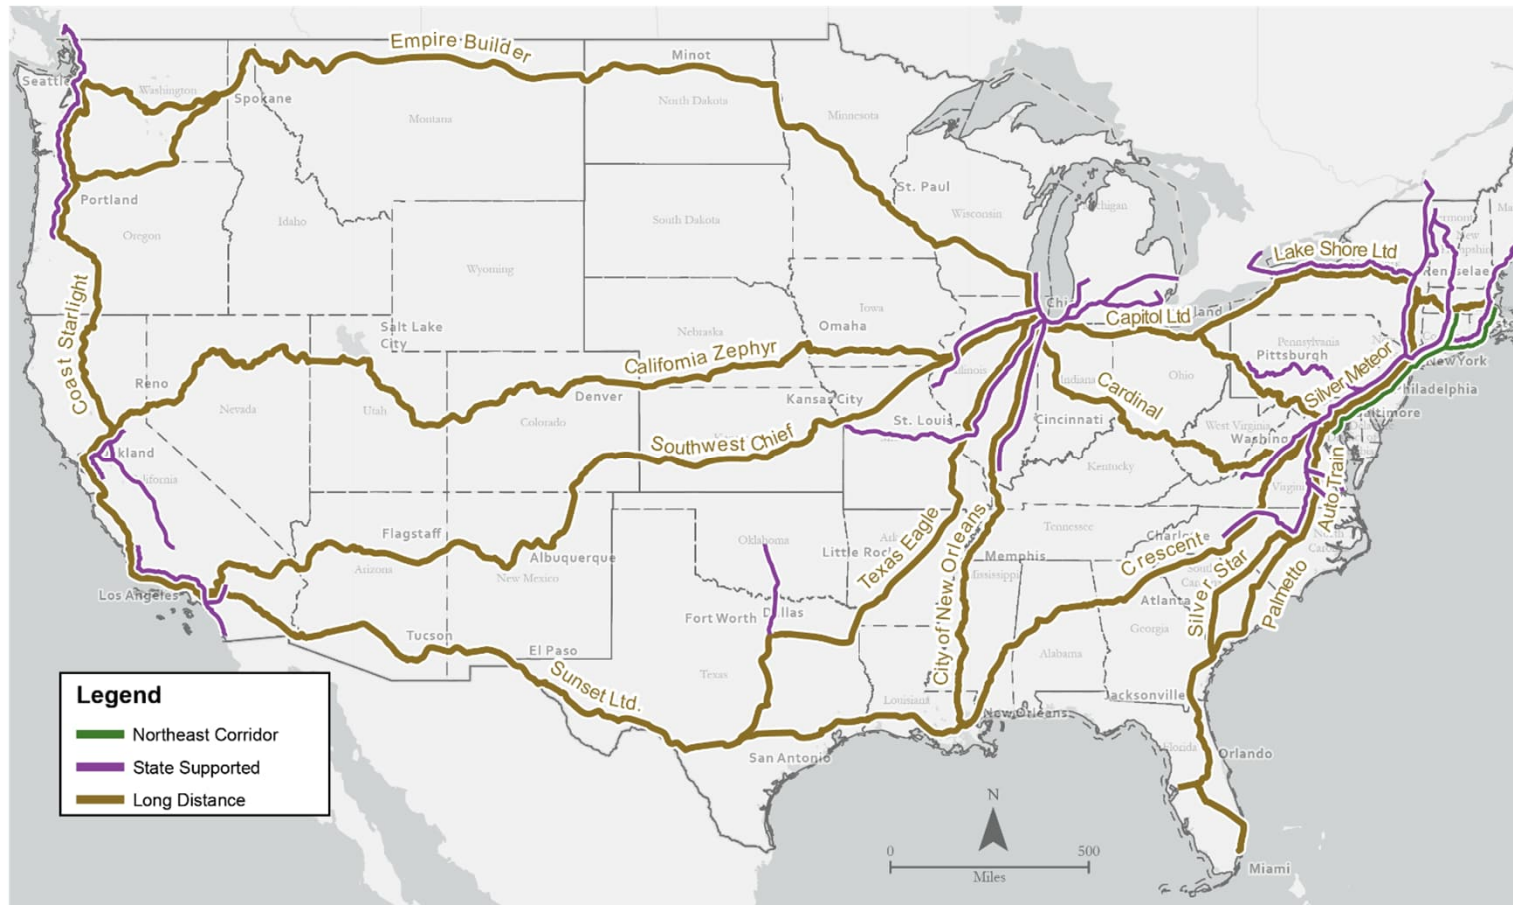 Empire Builder
Minot
Seattle
Washington
Spokane
Montana
North Dakota
Minnesota
St. Paul
Wisconsin
Portland
Oregon
Idaho
South Dakota
Wyoming
Lake Shore Ltd
Coast Starlight
Salt Lake
City
Iowa
Omaha
Nebraska
Capitol Ltd
California Zephyr
Reno
Nevada
Utah
Denver
Colorado
Kansas City
Illinois
Indiana
Ohio
Pennsylvania
Pittsburgh
New York
Silver Meteor
Cardinal
St. Louis
Cincinnati
West Virginia
Southwest Chief
Kentucky
Virginia
Auto Train
Flagstaff
Arizona
Albuquerque
New Mexico
Oklahoma
Little Rock
Texas Eagle
City of New Orleans
Tennessee
Memphis
Crescent
Atlanta
Silver Star
Palmetto
Los Angeles
Tucson
El Paso
Fort Worth
Dallas
Texas
Sunset Ltd.
Alabama
Georgia
Louisiana
Jacksonville
New Orleans
San Antonio
Florida
Orlando
Miami
Legend
Northeast Corridor
State Supported
Long Distance
N
0 500
Miles